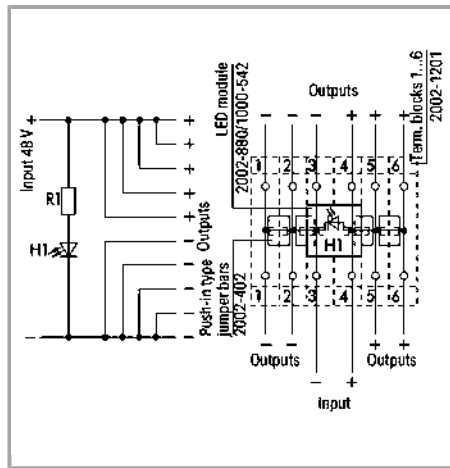 Input 48 V
+
+
+
+
+
+
R1
H1
Outputs
−
−
−
−
−
−
Push-in type
jumper bars
2002-402
LED module
2002-880/1000-542
Term. blocks 1...6
2002-1201
Outputs
− − − + + +
1 2 3 4 5 6
H1
1 2 3 4 5 6
− − + +
Outputs Outputs
− +
Input